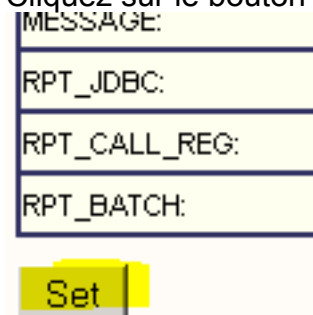 Cliquez sur le bouton
MESSAGE:
RPT_JDBC:
RPT_CALL_REG:
RPT_BATCH:
Set